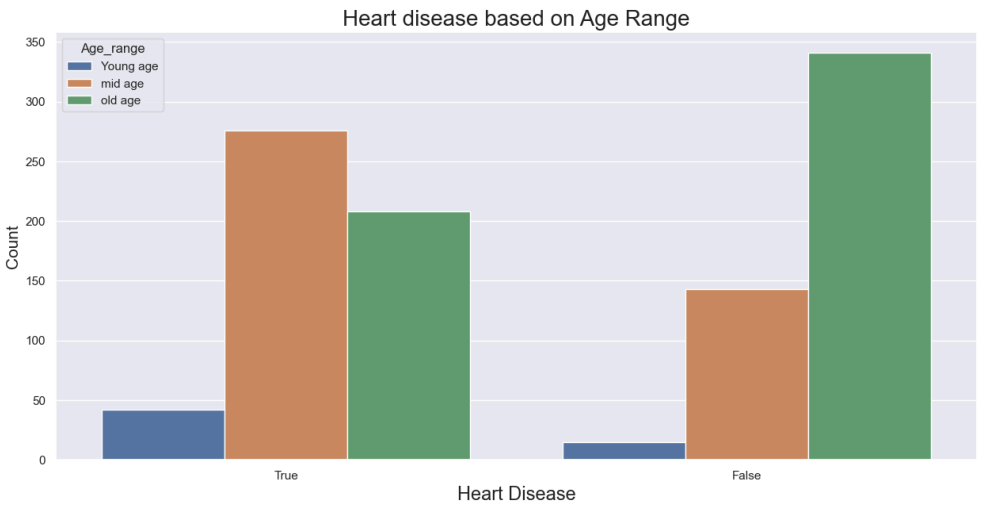 Heart disease based on Age Range
Age_range
Young age
mid age
old age
350
300
250
200
150
100
50
0
Count
True
False
Heart Disease